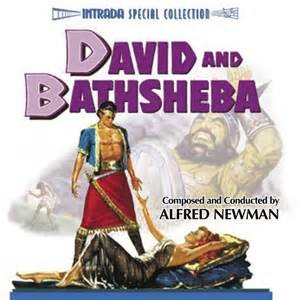 INTRADA SPECIAL COLLECTION
DAVID AND
BATHSHEBA
Composed and Conducted by
ALFRED NEWMAN